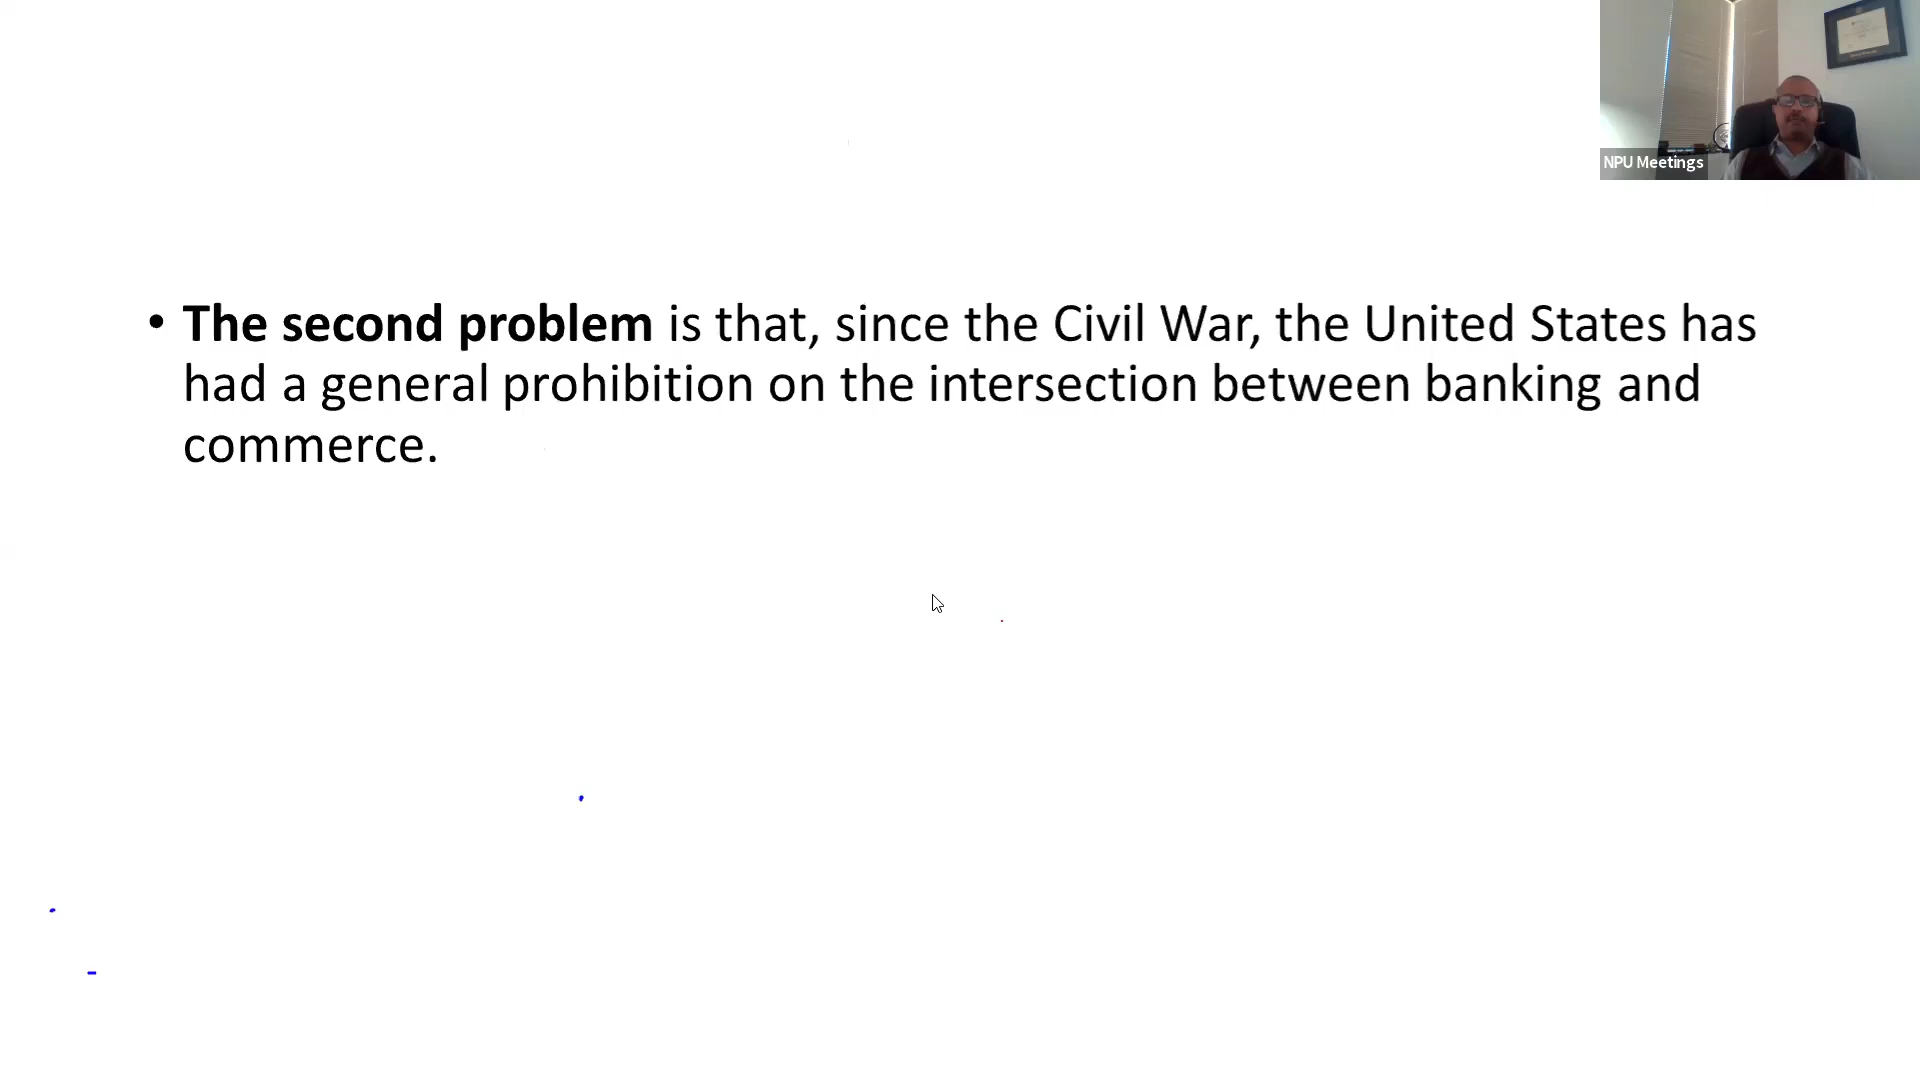 NPU Meetings
• The second problem is that, since the Civil War, the United States has
had a general prohibition on the intersection between banking and
commerce.